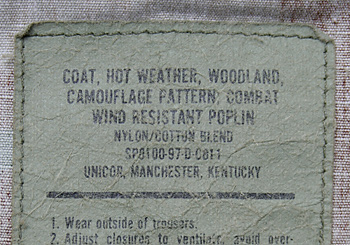 COAT, HOT WEATHER, WOODLAND,
CAMOUFLAGE PATTERN, COMBAT
WIND RESISTANT POPLIN
NYLON/COTTON BLEND
SP0100-97-D-C011
UNICOR, MANCHESTER, KENTUCKY
1. Wear outside of trousers.
2. Adjust closures to ventilate, avoid over-